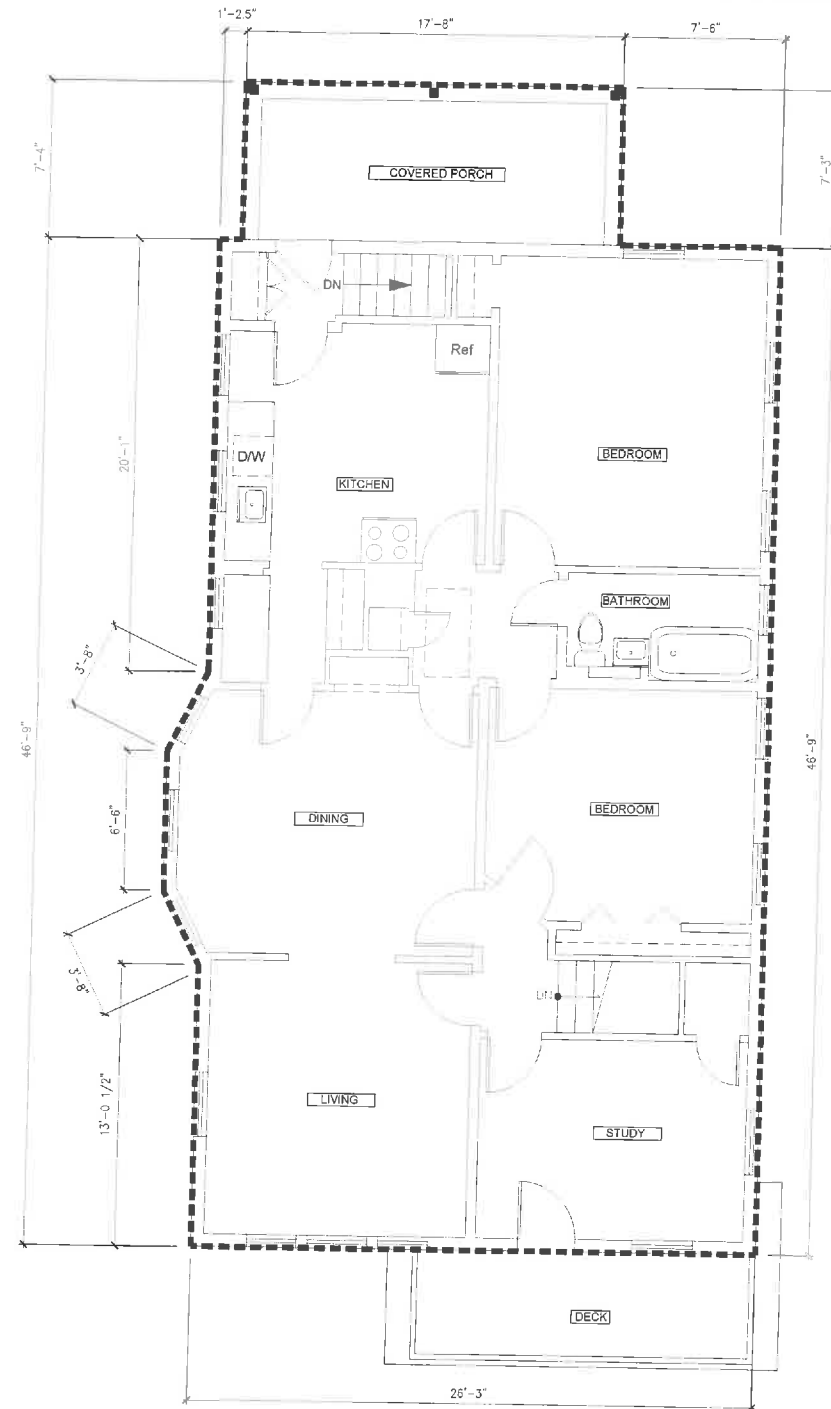 1'-2.5"
17'-8"
7'-6"
7'-4"
7'-3"
COVERED PORCH
DN
Ref
20'-1"
D/W
KITCHEN
BEDROOM
BATHROOM
3'-8"
46'-9"
46'-9"
6'-6"
DINING
BEDROOM
3'-8"
DN
13'-0 1/2"
LIVING
STUDY
DECK
26'-3"